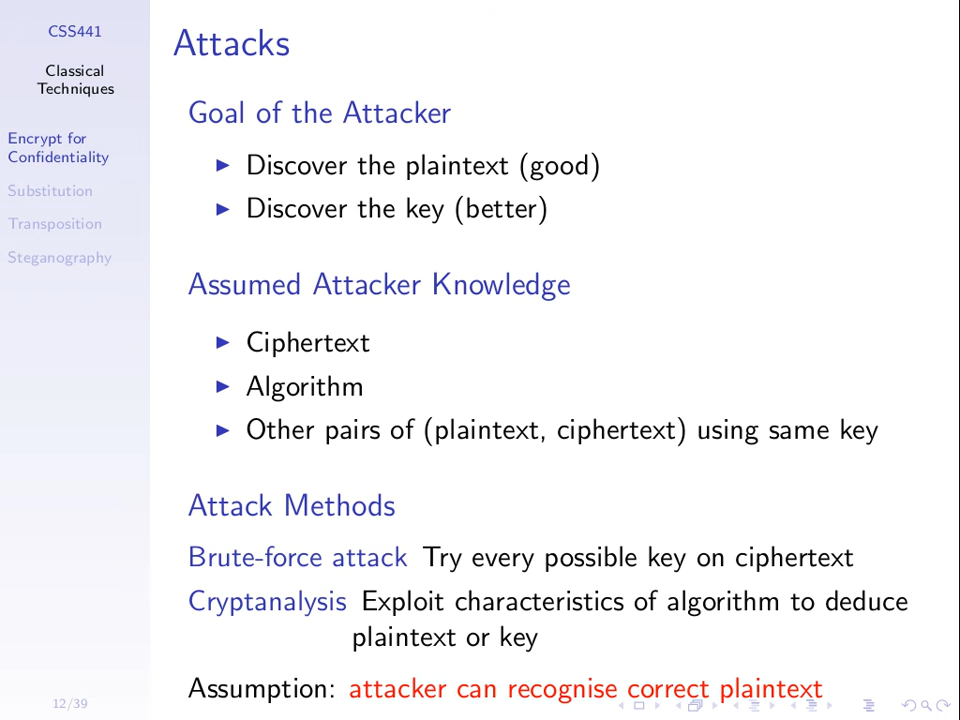 CSS441
Classical
Techniques
Encrypt for
Confidentiality
Substitution
Transposition
Steganography
12/39
Attacks
Goal of the Attacker
Discover the plaintext (good)
Discover the key (better)
Assumed Attacker Knowledge
Ciphertext
Algorithm
Other pairs of (plaintext, ciphertext) using same key
Attack Methods
Brute-force attack Try every possible key on ciphertext
Cryptanalysis Exploit characteristics of algorithm to deduce
plaintext or key
Assumption: attacker can recognise correct plaintext